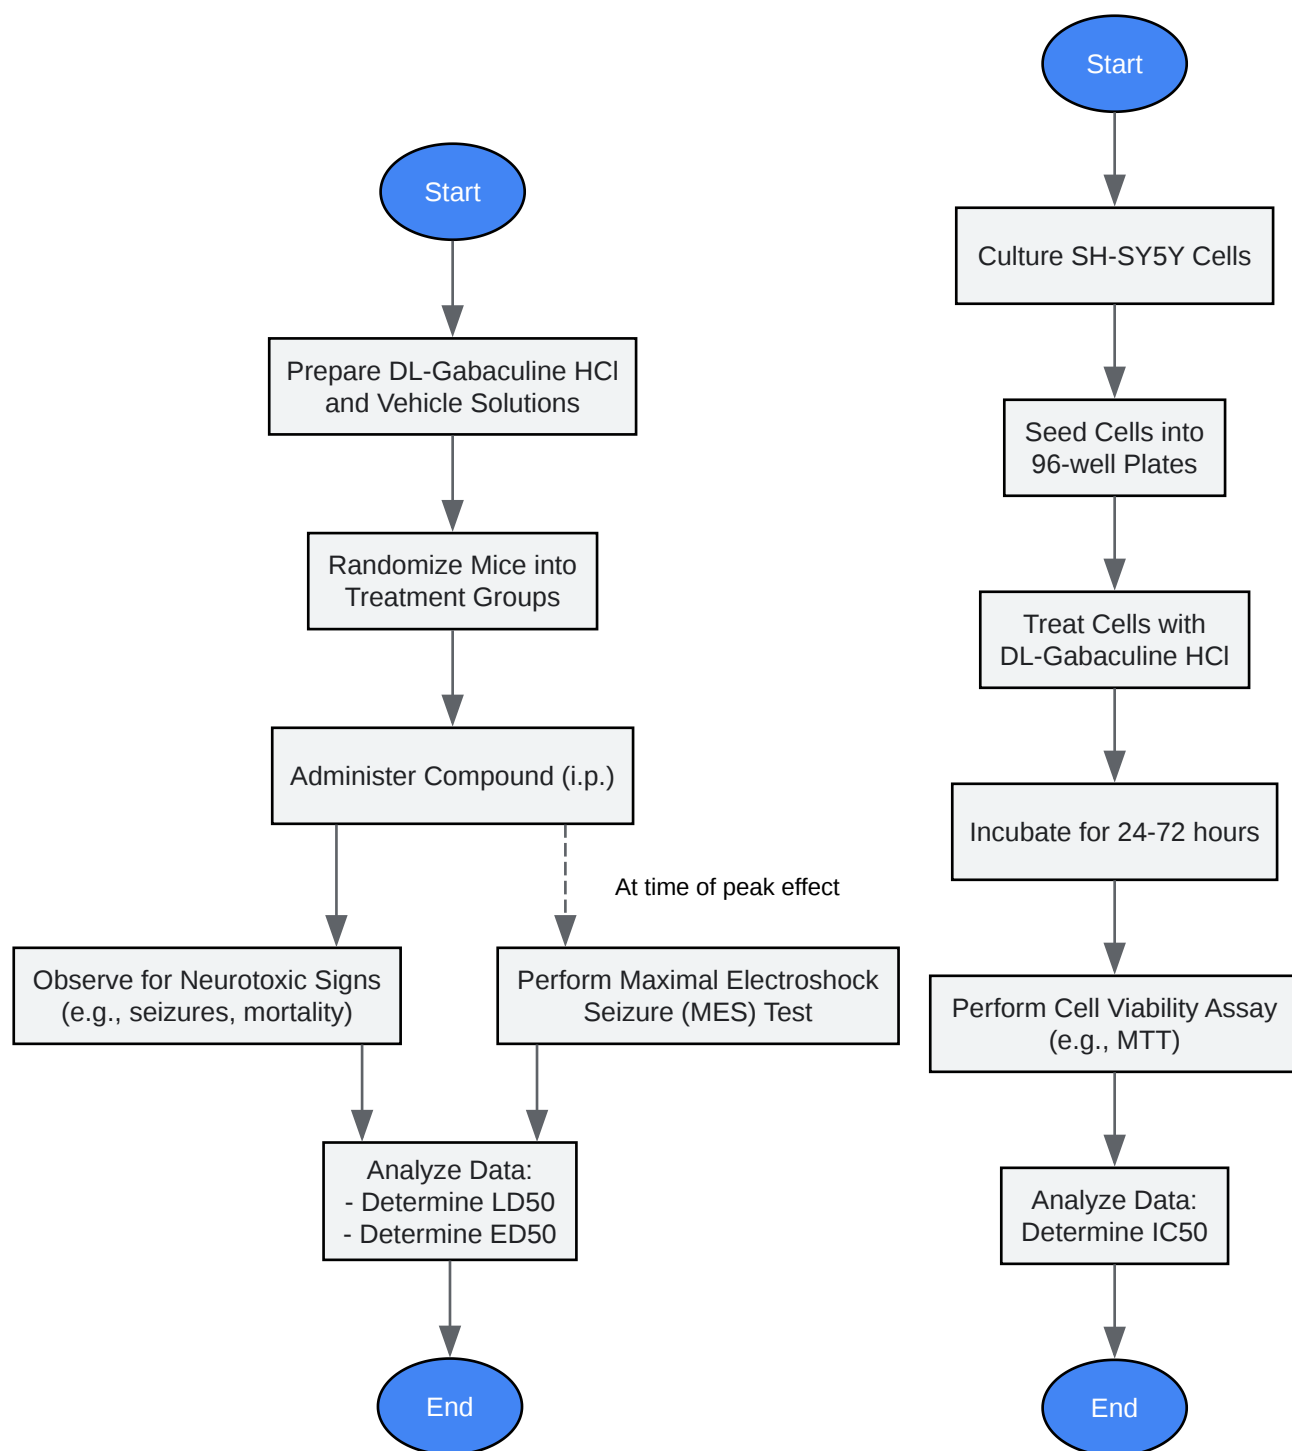 Start
Prepare DL-Gabaculine HCl
and Vehicle Solutions
Randomize Mice into
Treatment Groups
Administer Compound (i.p.)
At time of peak effect
Observe for Neurotoxic Signs
(e.g., seizures, mortality)
Perform Maximal Electroshock
Seizure (MES) Test
Analyze Data:
- Determine LD50
- Determine ED50
End
Start
Culture SH-SY5Y Cells
Seed Cells into
96-well Plates
Treat Cells with
DL-Gabaculine HCl
Incubate for 24-72 hours
Perform Cell Viability Assay
(e.g., MTT)
Analyze Data:
Determine IC50
End